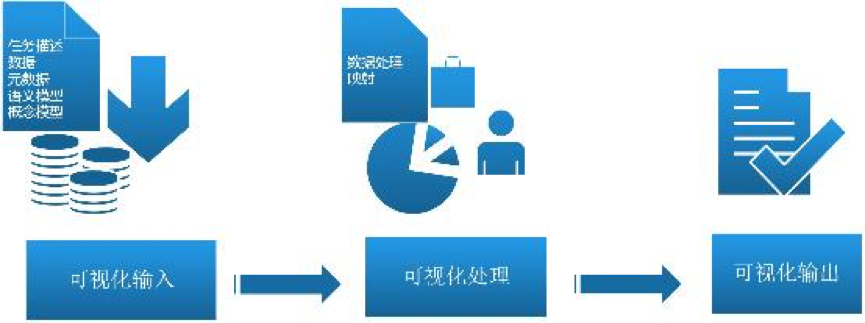 任务描述
数据
元数据
语义模型
概念模型
数据处理
映射
可视化输入
可视化处理
可视化输出